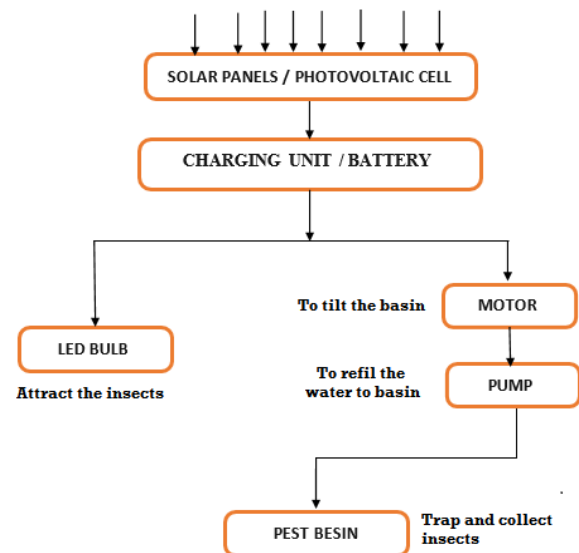 SOLAR PANELS / PHOTOVOLTAIC CELL
CHARGING UNIT / BATTERY
To tilt the basin
MOTOR
LED BULB
Attract the insects
To refil the
water to basin
PUMP
PEST BESIN
Trap and collect
insects